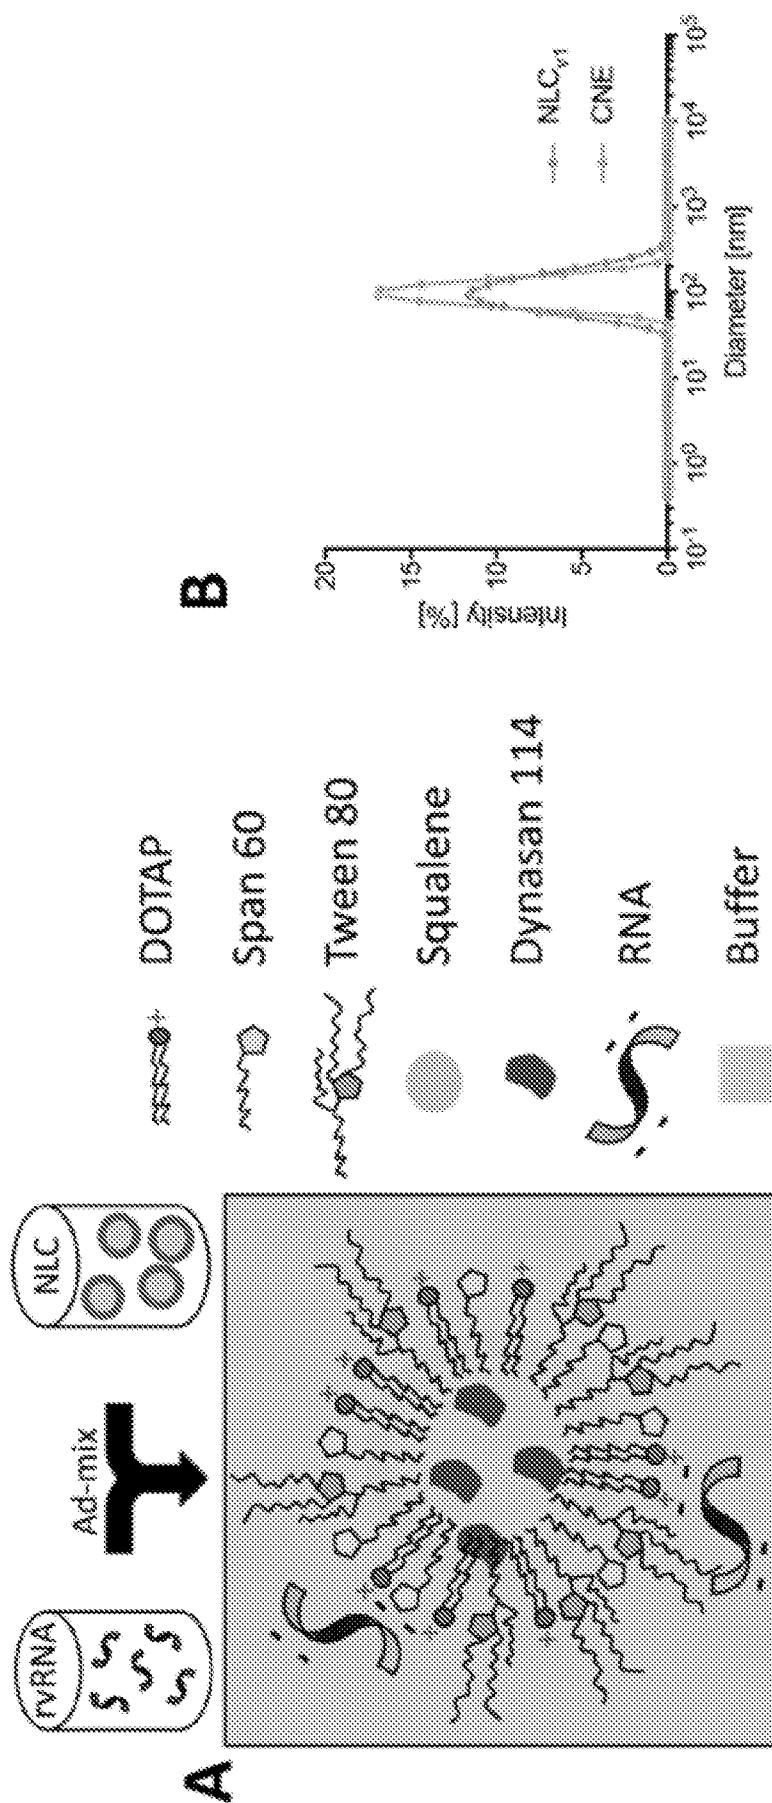 A
rvRNA
Ad-mix
NLC
DOTAP
Span 60
Tween 80
Squalene
Dynasan 114
RNA
Buffer
B
Intensity [%]
20
15
10
5
0
10-1
100
101
102
103
104
105
Diameter [nm]
NLCv1
CNE